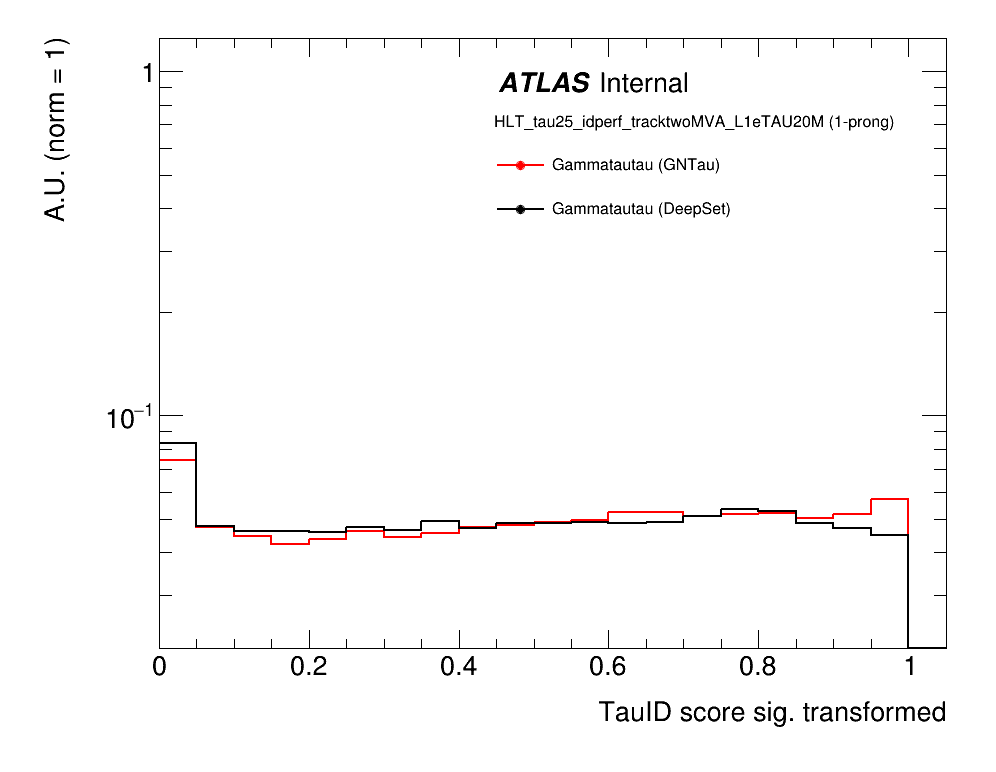 A.U. (norm = 1)
1
10⁻¹
ATLAS Internal
HLT_tau25_idperf_tracktwoMVA_L1eTAU20M (1-prong)
Gammatautau (GNTau)
Gammatautau (DeepSet)
0 0.2 0.4 0.6 0.8 1
TauID score sig. transformed